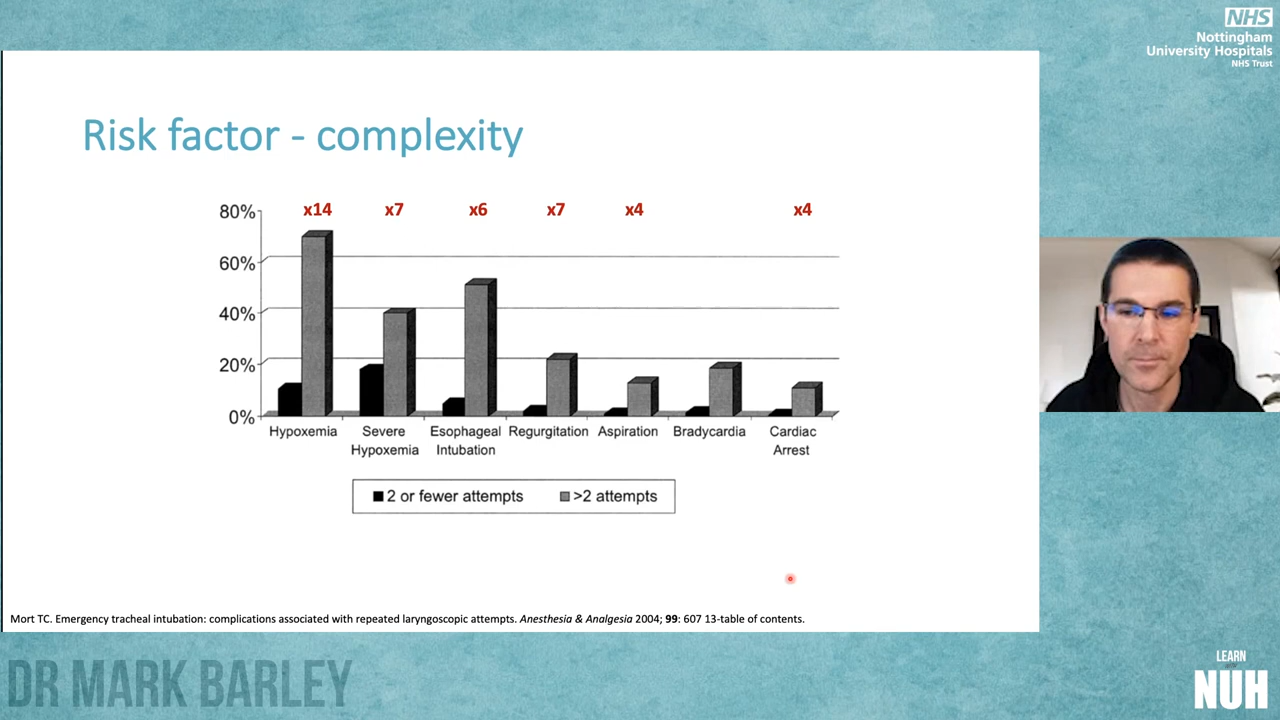 NHS
Nottingham
University Hospitals
NHS Trust
Risk factor - complexity
x14 x7 x6 x7 x4 x4
80%
60%
40%
20%
0%
Hypoxemia
Severe
Hypoxemia
Esophageal
Intubation
Regurgitation
Aspiration
Bradycardia
Cardiac
Arrest
2 or fewer attempts >2 attempts
Mort TC. Emergency tracheal intubation: complications associated with repeated laryngoscopic attempts. Anesthesia & Analgesia 2004; 99: 607 13-table of contents.
DR MARK BARLEY
LEARN
NUH